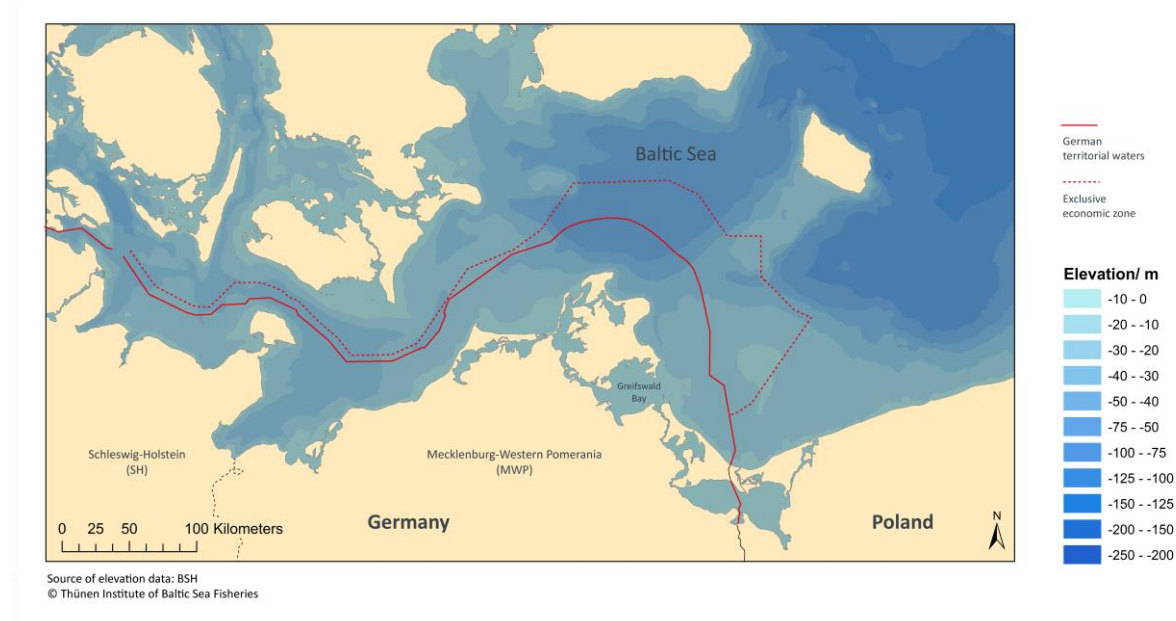 Baltic Sea
Greifswald
Bay
Schleswig-Holstein
(SH)
Mecklenburg-Western Pomerania
(MWP)
Germany
Poland
0 25 50 100 Kilometers
N
German
territorial waters
Exclusive
economic zone
Elevation/ m
-10 - 0
-20 - -10
-30 - -20
-40 - -30
-50 - -40
-75 - -50
-100 - -75
-125 - -100
-150 - -125
-200 - -150
-250 - -200
Source of elevation data: BSH
© Thünen Institute of Baltic Sea Fisheries